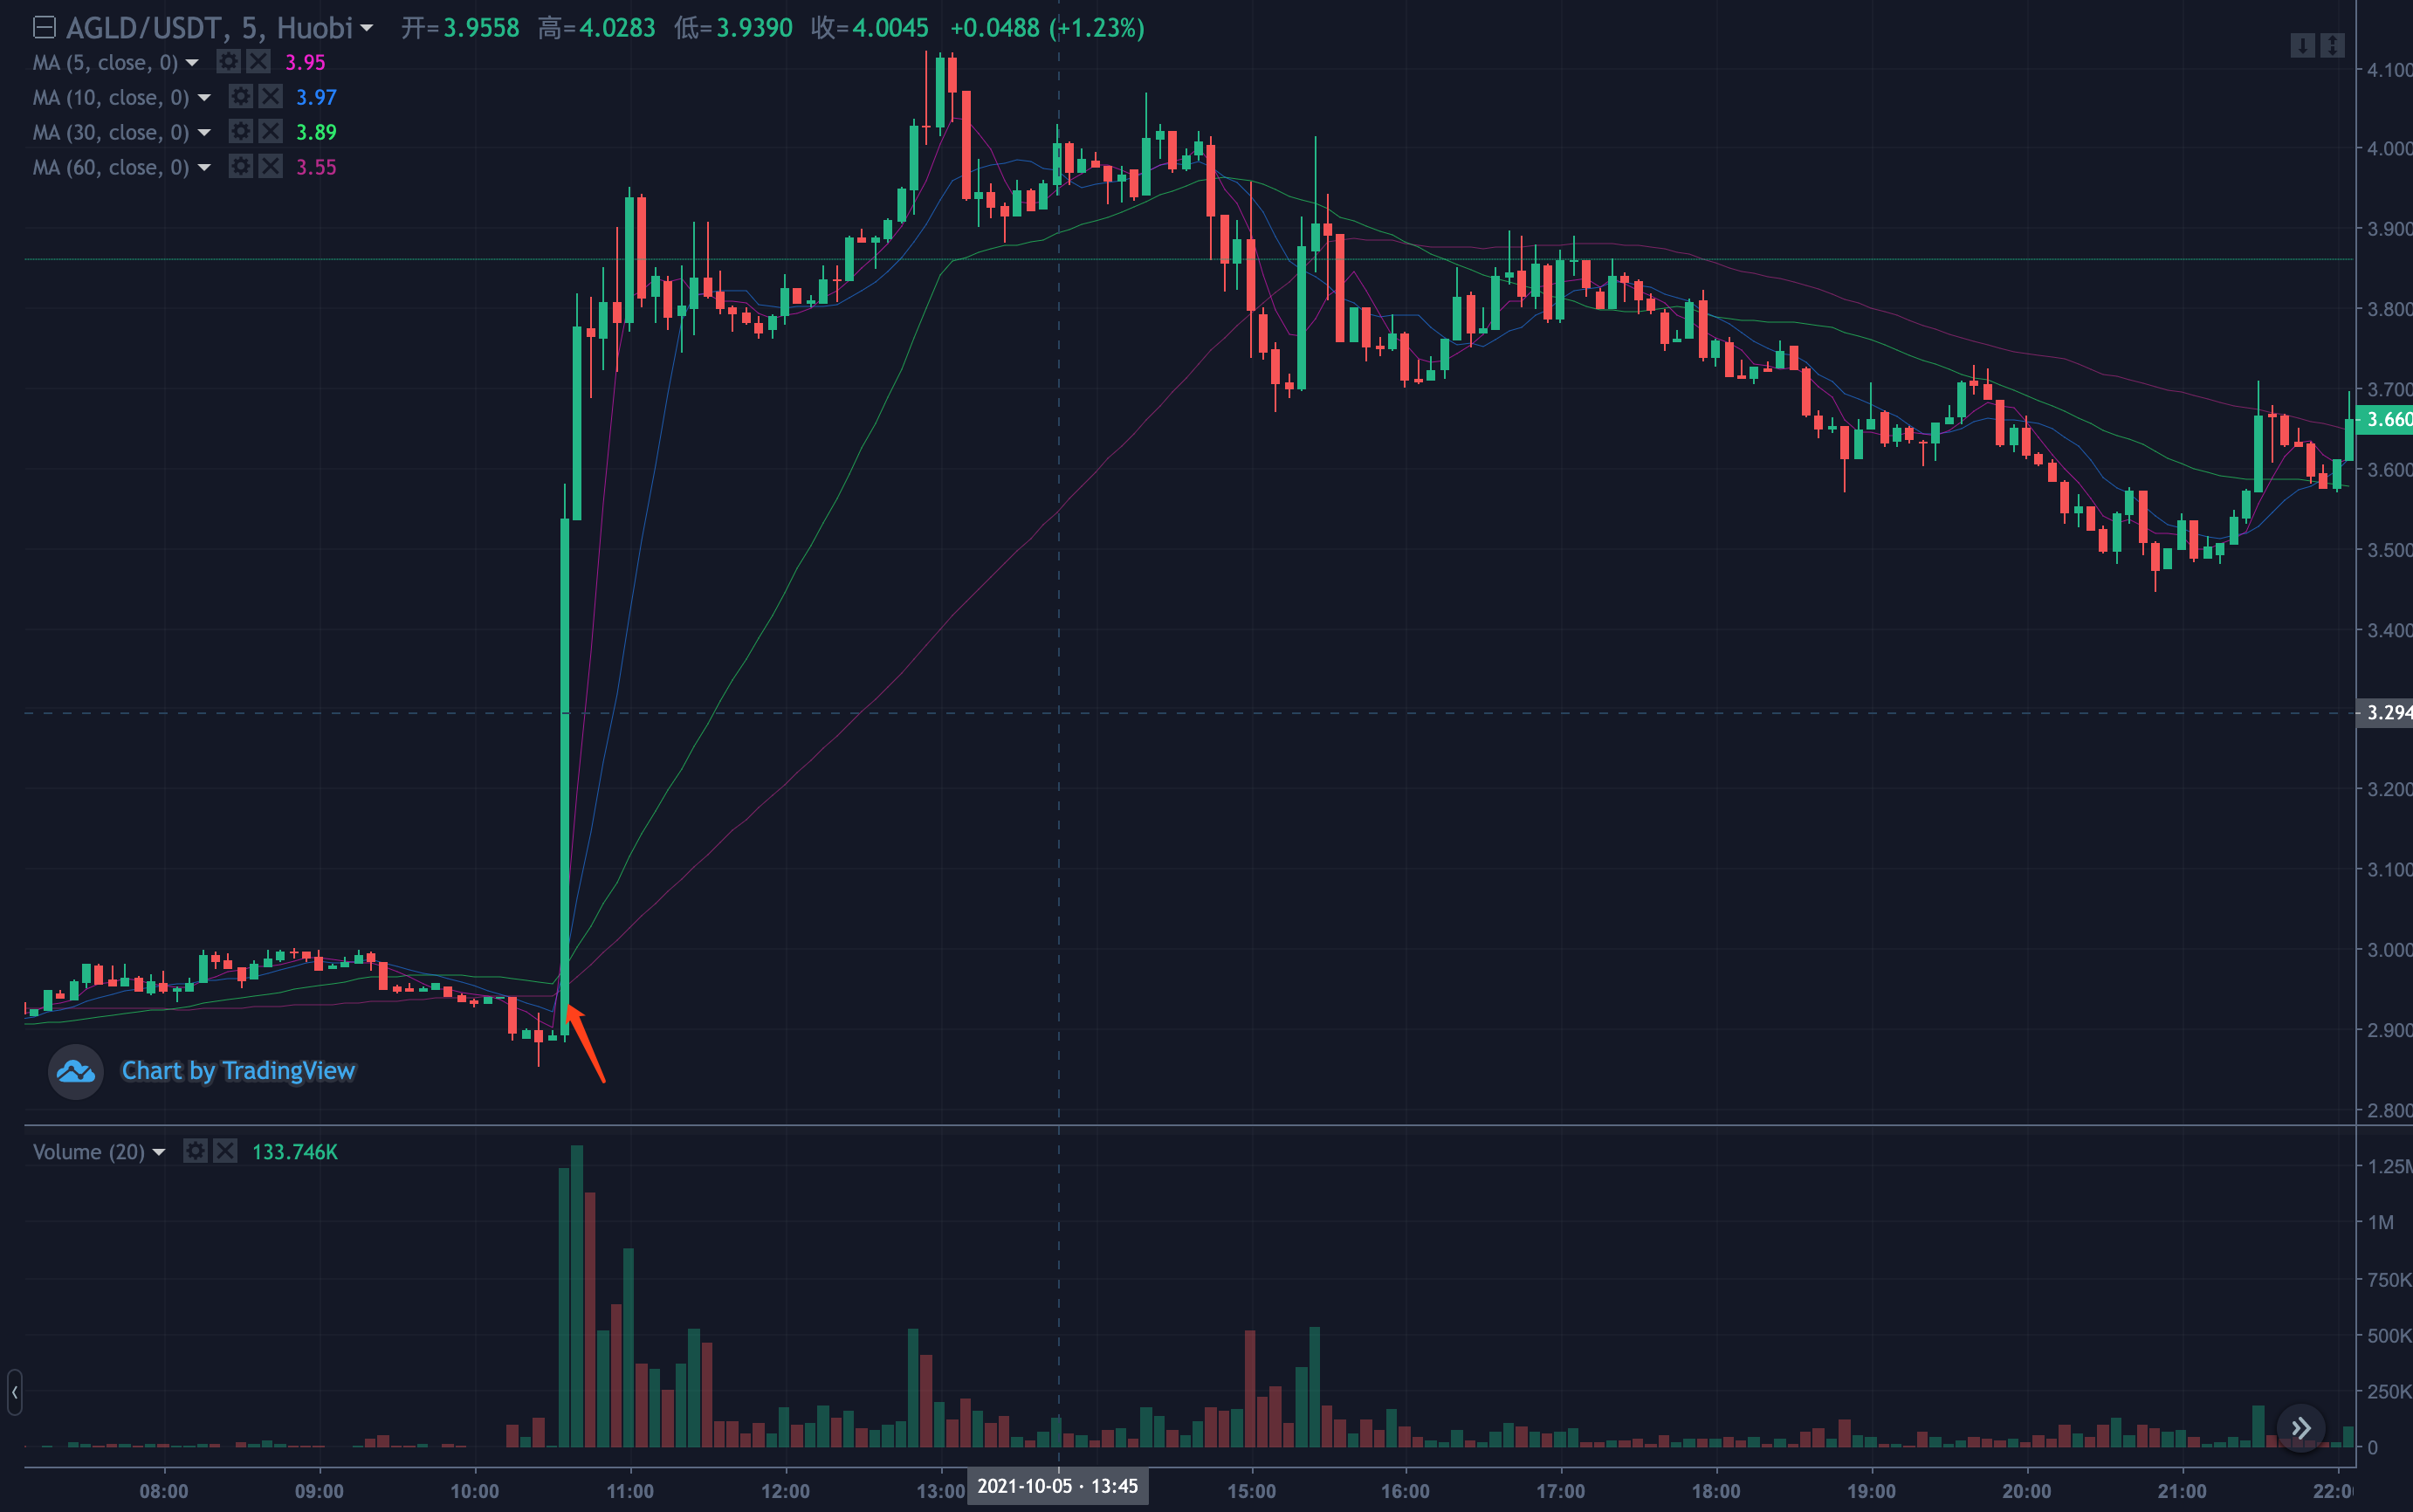 AGLD/USDT, 5, Huobi 开=3.9558 高=4.0283 低=3.9390 收=4.0045 +0.0488 (+1.23%)
MA (5, close, 0) 3.95
MA (10, close, 0) 3.97
MA (30, close, 0) 3.89
MA (60, close, 0) 3.55
4.100
4.000
3.900
3.800
3.700
3.660
3.600
3.500
3.400
3.294
3.200
3.100
3.000
2.900
2.800
Chart by TradingView
Volume (20) 133.746K
1.25M
1M
750K
500K
250K
0
08:00 09:00 10:00 11:00 12:00 13:00 2021-10-05 · 13:45 15:00 16:00 17:00 18:00 19:00 20:00 21:00 22:0